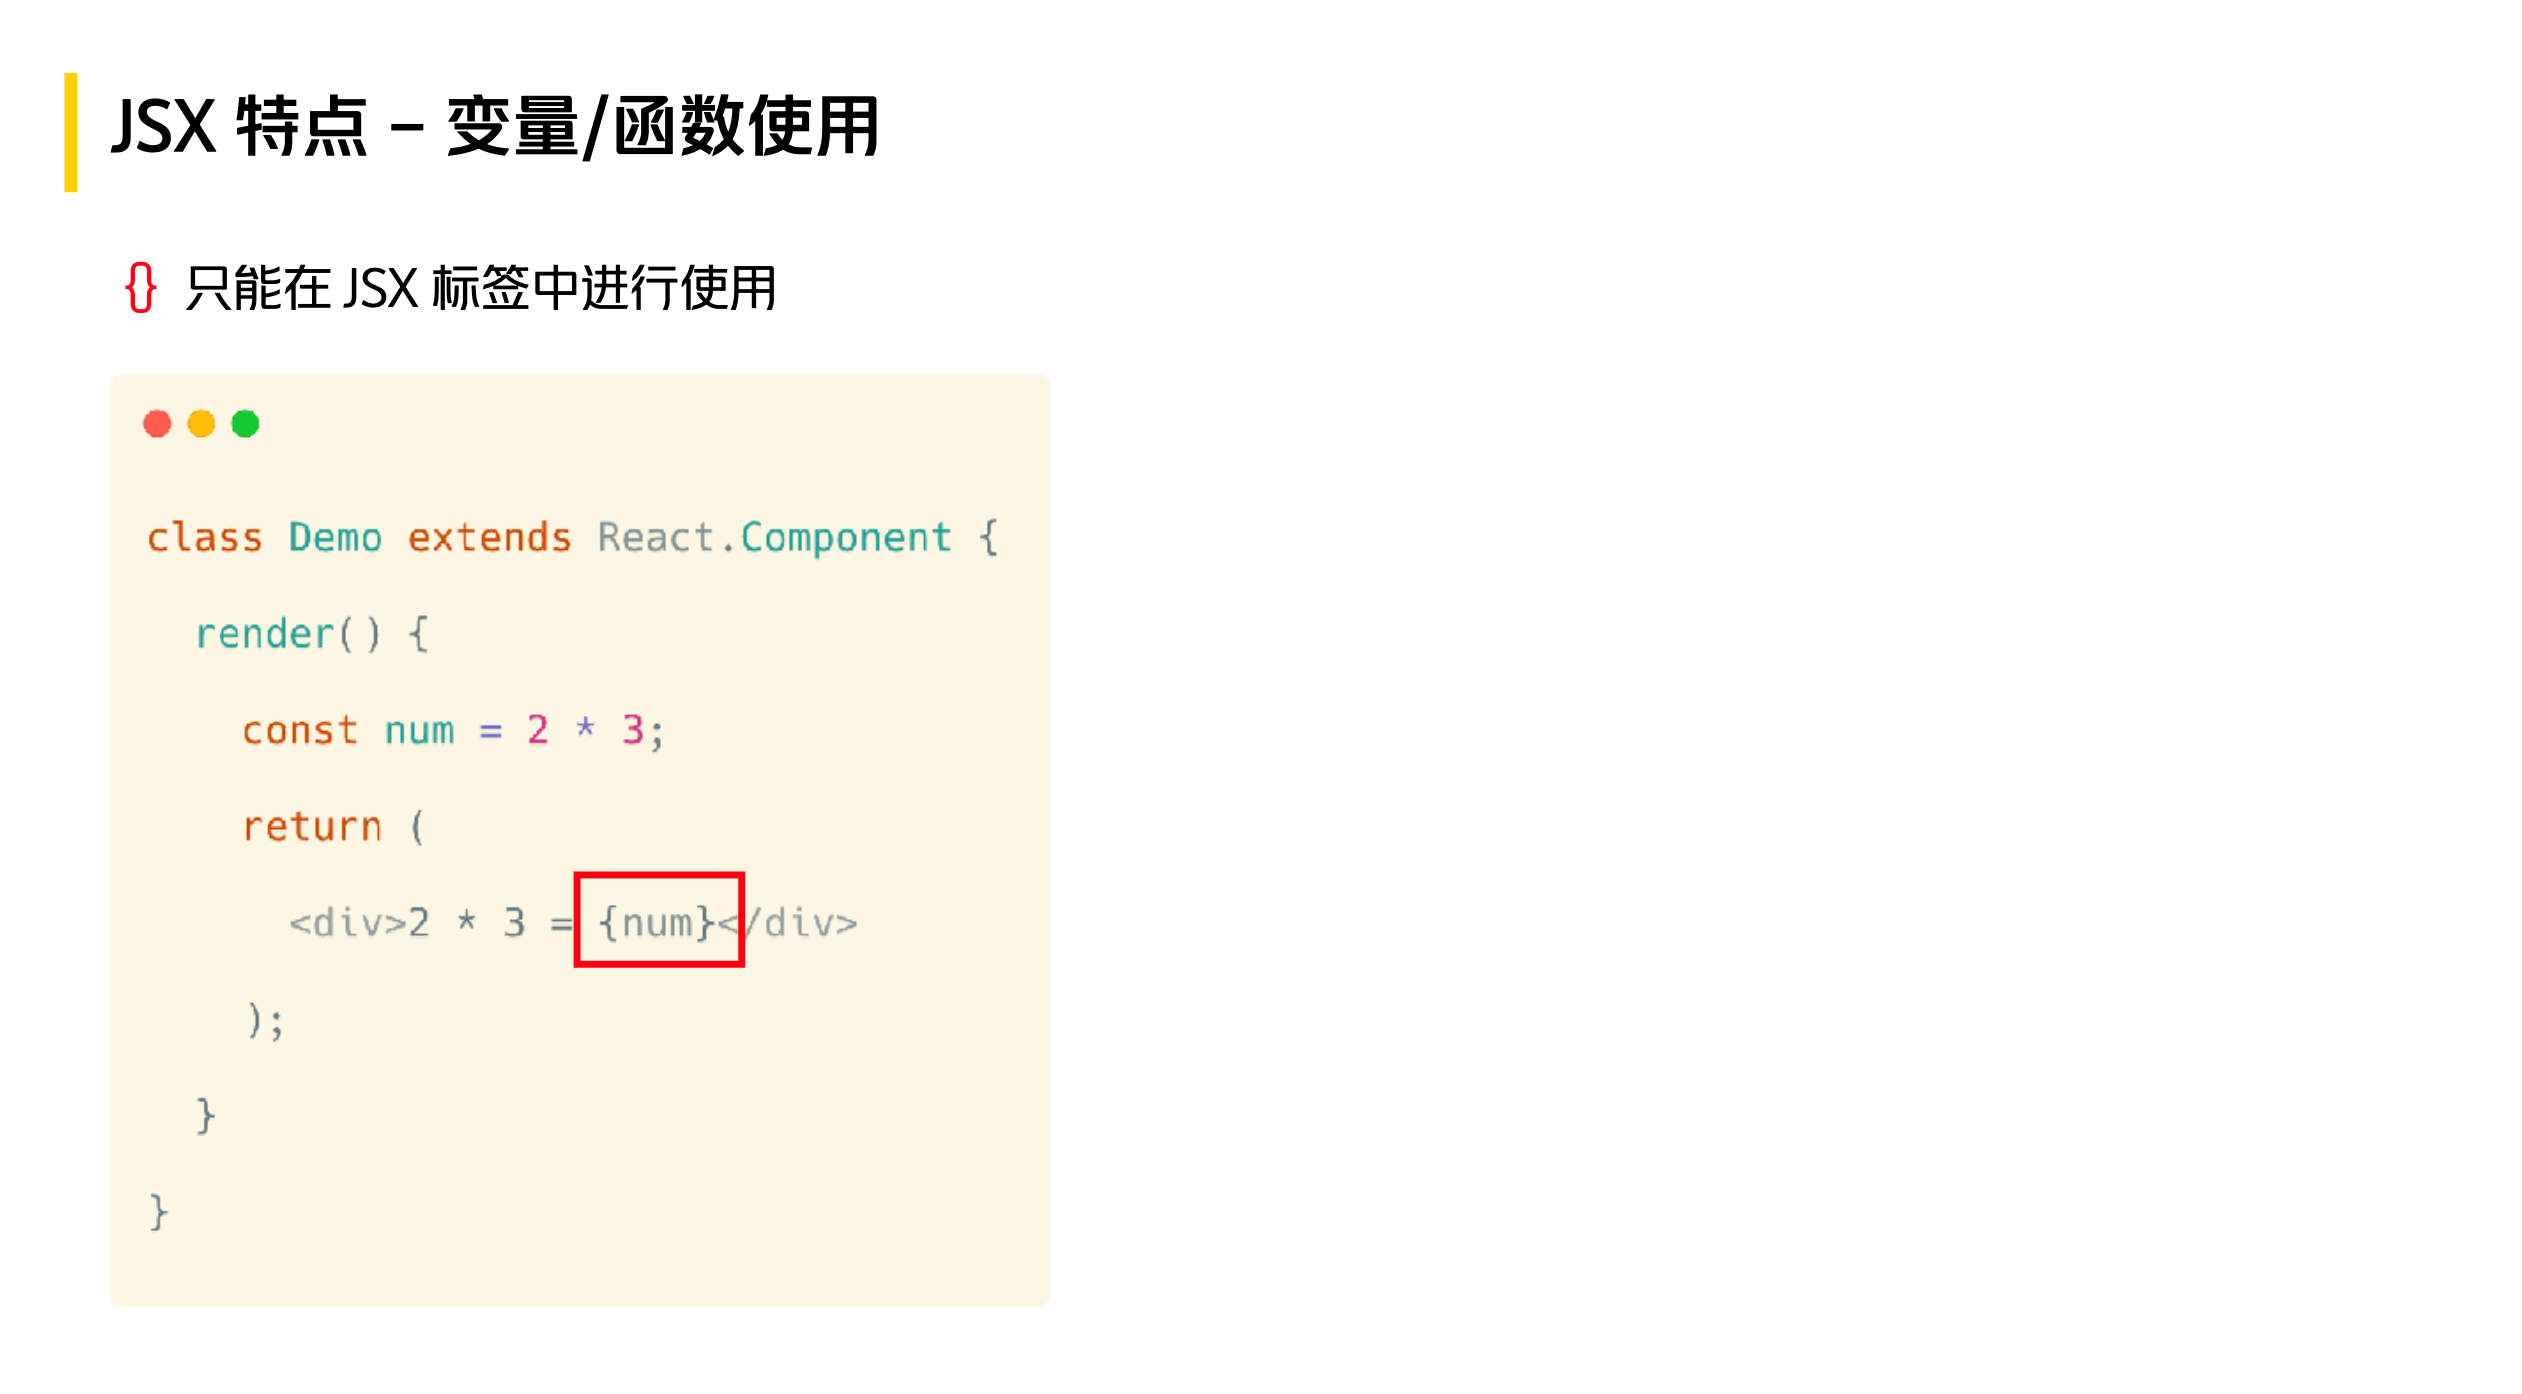 JSX 特点 – 变量/函数使用
{} 只能在 JSX 标签中进行使用
class Demo extends React.Component {
render() {
const num = 2 * 3;
return (
<div>2 * 3 = {num}</div>
);
}
}